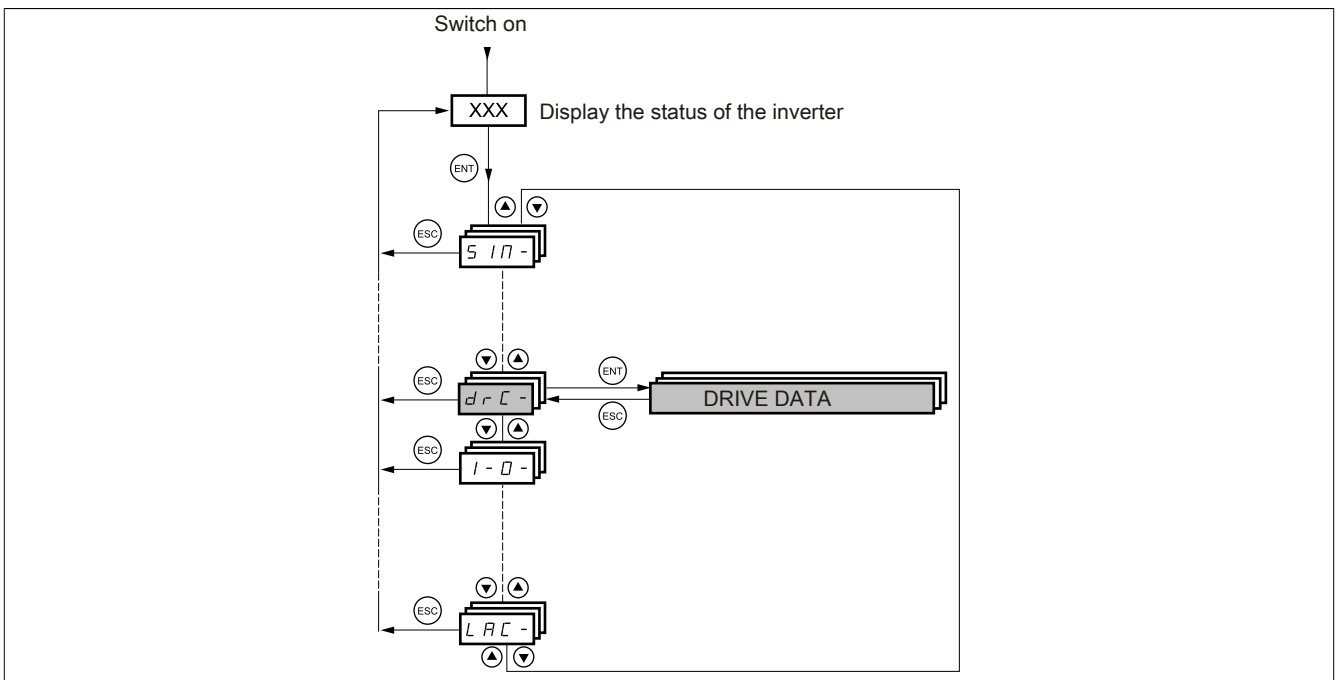 Switch on
XXX Display the status of the inverter
ENT
ESC
SIM-
ESC
drC-
ENT
DRIVE DATA
ESC
ESC
I-O-
ESC
LAC-